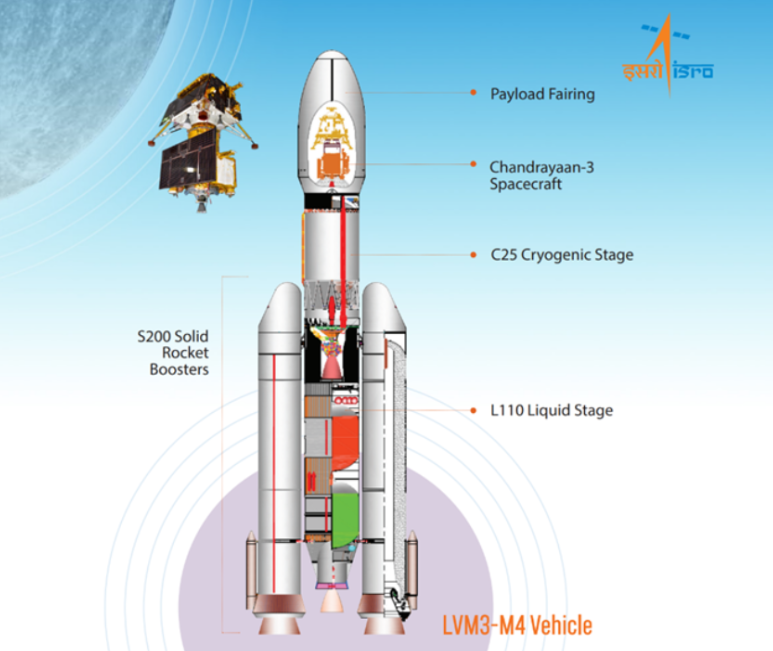 इसरो isro
Payload Fairing
Chandrayaan-3
Spacecraft
C25 Cryogenic Stage
S200 Solid
Rocket
Boosters
L110 Liquid Stage
LVM3-M4 Vehicle